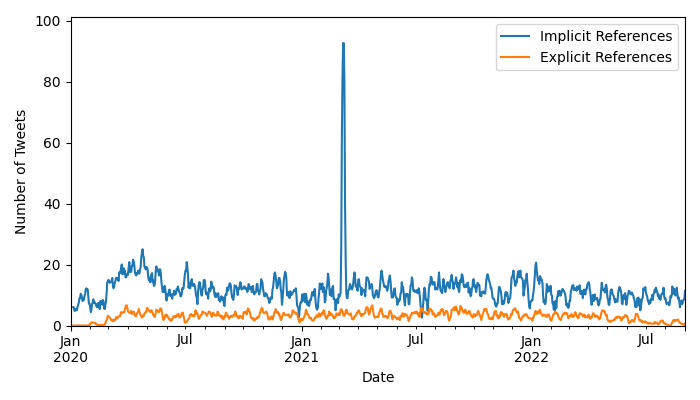 Implicit References
Explicit References
100
80
60
40
20
0
Number of Tweets
Jan
2020
Jul
Jan
2021
Jul
Jan
2022
Jul
Date